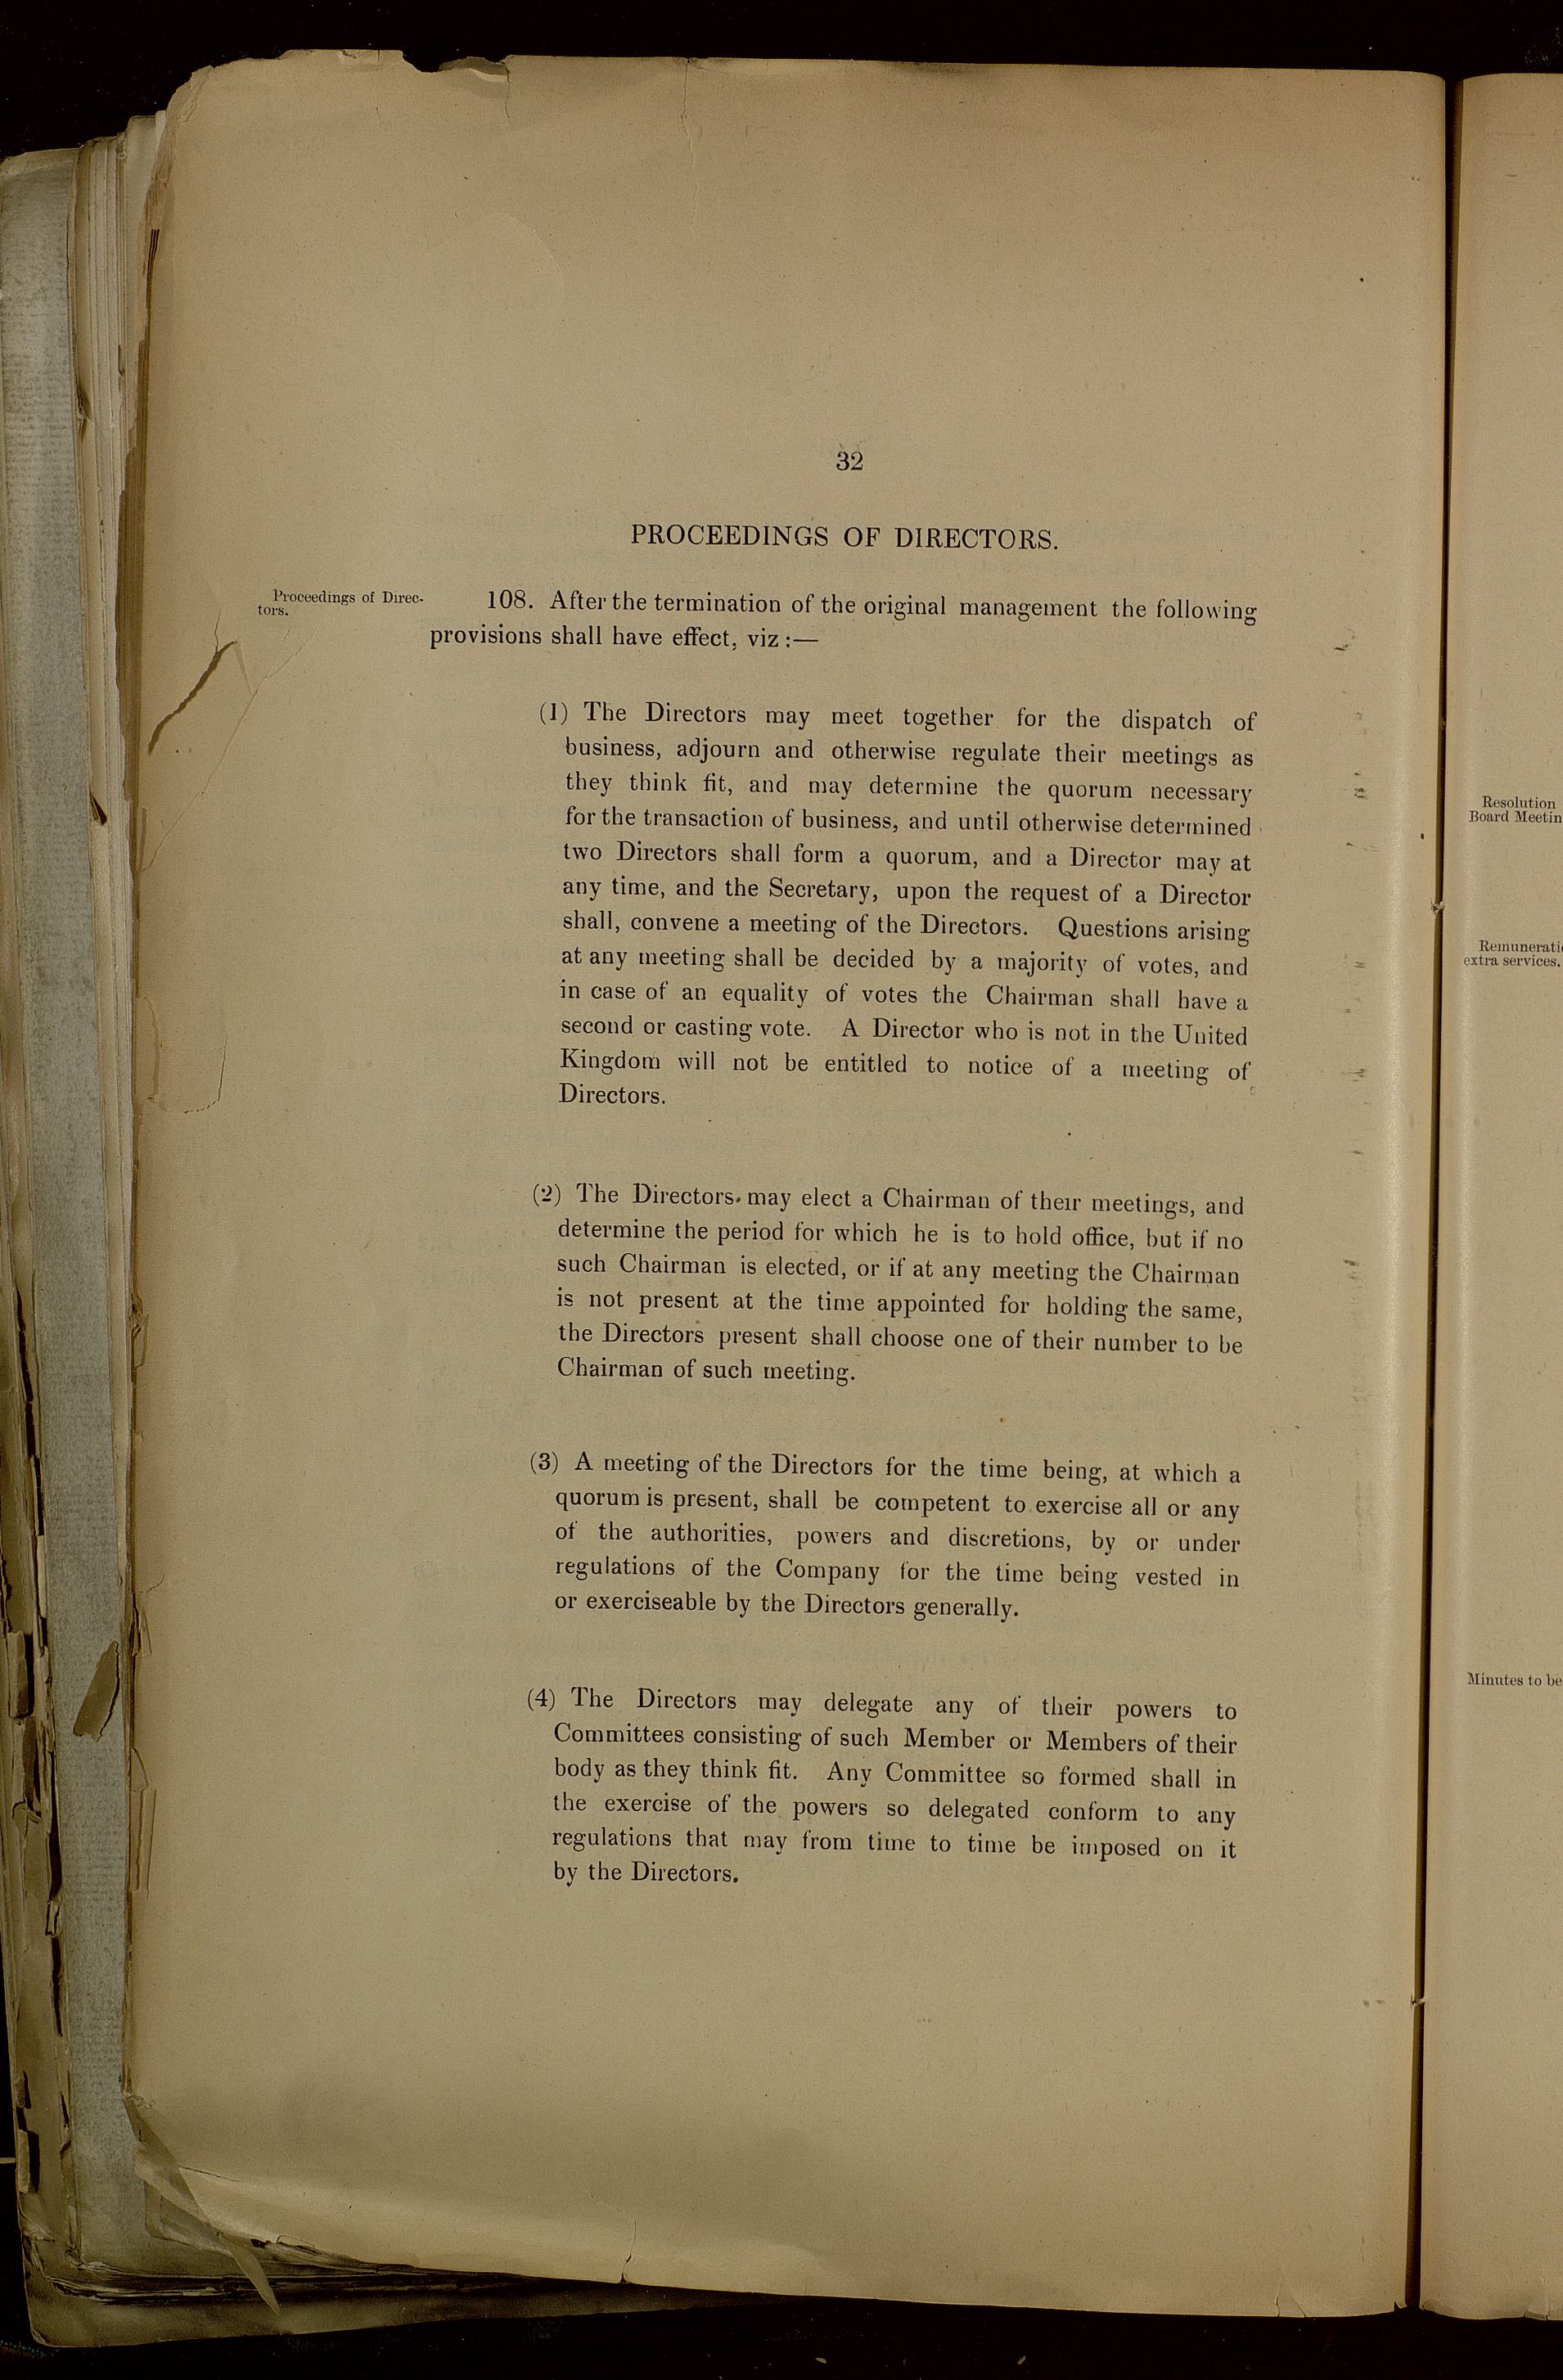 32
PROCEEDINGS OF DIRECTORS.
Proceedings of Direc-
tors.
108. After the termination of the original management the following
provisions shall have effect, viz :—
(1) The Directors may meet together for the dispatch of
business, adjourn and otherwise regulate their meetings as
they think fit, and may determine the quorum necessary
for the transaction of business, and until otherwise determined
two Directors shall form a quorum, and a Director may at
any time, and the Secretary, upon the request of a Director
shall, convene a meeting of the Directors. Questions arising
at any meeting shall be decided by a majority of votes, and
in case of an equality of votes the Chairman shall have a
second or casting vote. A Director who is not in the United
Kingdom will not be entitled to notice of a meeting of
Directors.
(2) The Directors may elect a Chairman of their meetings, and
determine the period for which he is to hold office, but if no
such Chairman is elected, or if at any meeting the Chairman
is not present at the time appointed for holding the same,
the Directors present shall choose one of their number to be
Chairman of such meeting.
(3) A meeting of the Directors for the time being, at which a
quorum is present, shall be competent to exercise all or any
of the authorities, powers and discretions, by or under
regulations of the Company for the time being vested in
or exerciseable by the Directors generally.
(4) The Directors may delegate any of their powers to
Committees consisting of such Member or Members of their
body as they think fit. Any Committee so formed shall in
the exercise of the powers so delegated conform to any
regulations that may from time to time be imposed on it
by the Directors.
Resolution
Board
extra services.
Minutes to be